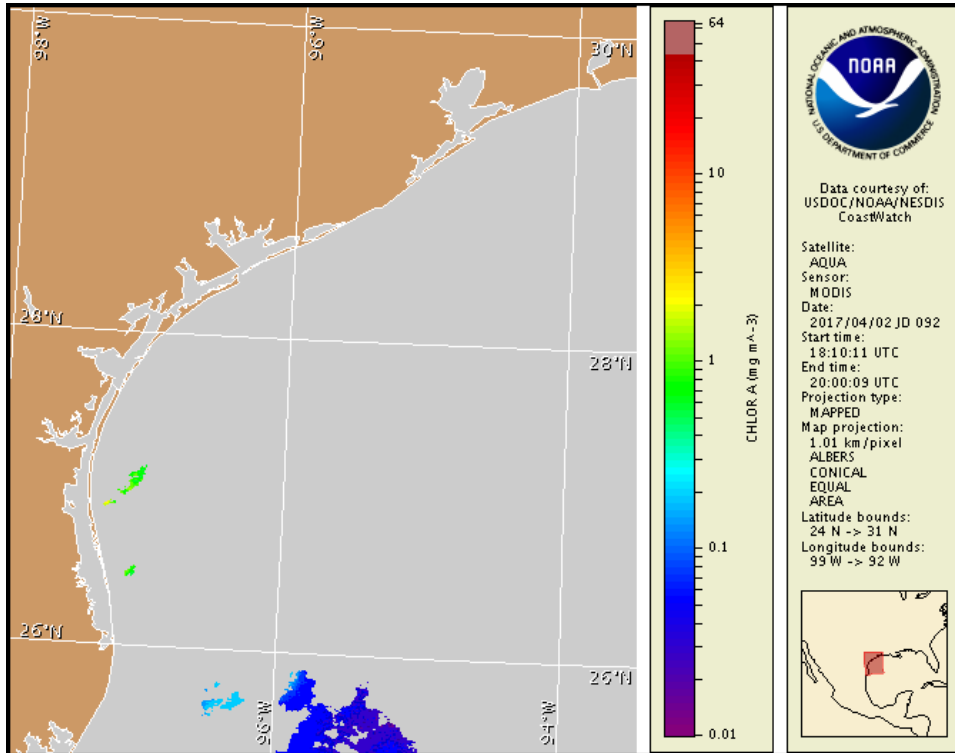 98°W
96°W
30°N
28°N
28°N
26°N
26°N
96°W
94°W
64
10
1
0.1
0.01
CHLOR A (mg m^-3)
NATIONAL OCEANIC AND ATMOSPHERIC ADMINISTRATION
NOAA
U.S. DEPARTMENT OF COMMERCE
Data courtesy of:
USDOC/NOAA/NESDIS
CoastWatch
Satellite:
AQUA
Sensor:
MODIS
Date:
2017/04/02 JD 092
Start time:
18:10:11 UTC
End time:
20:00:09 UTC
Projection type:
MAPPED
Map projection:
1.01 km/pixel
ALBERS
CONICAL
EQUAL
AREA
Latitude bounds:
24 N -> 31 N
Longitude bounds:
99 W -> 92 W